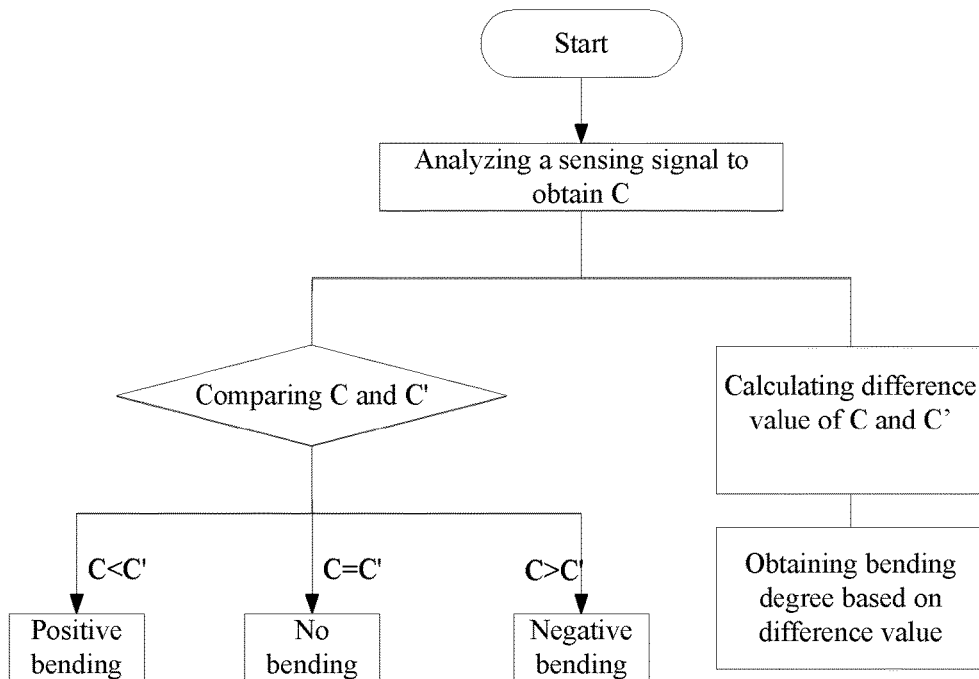 Start
Analyzing a sensing signal to
obtain C
Comparing C and C'
Calculating difference
value of C and C’
C<C'
C=C'
C>C'
Positive
bending
No
bending
Negative
bending
Obtaining bending
degree based on
difference value